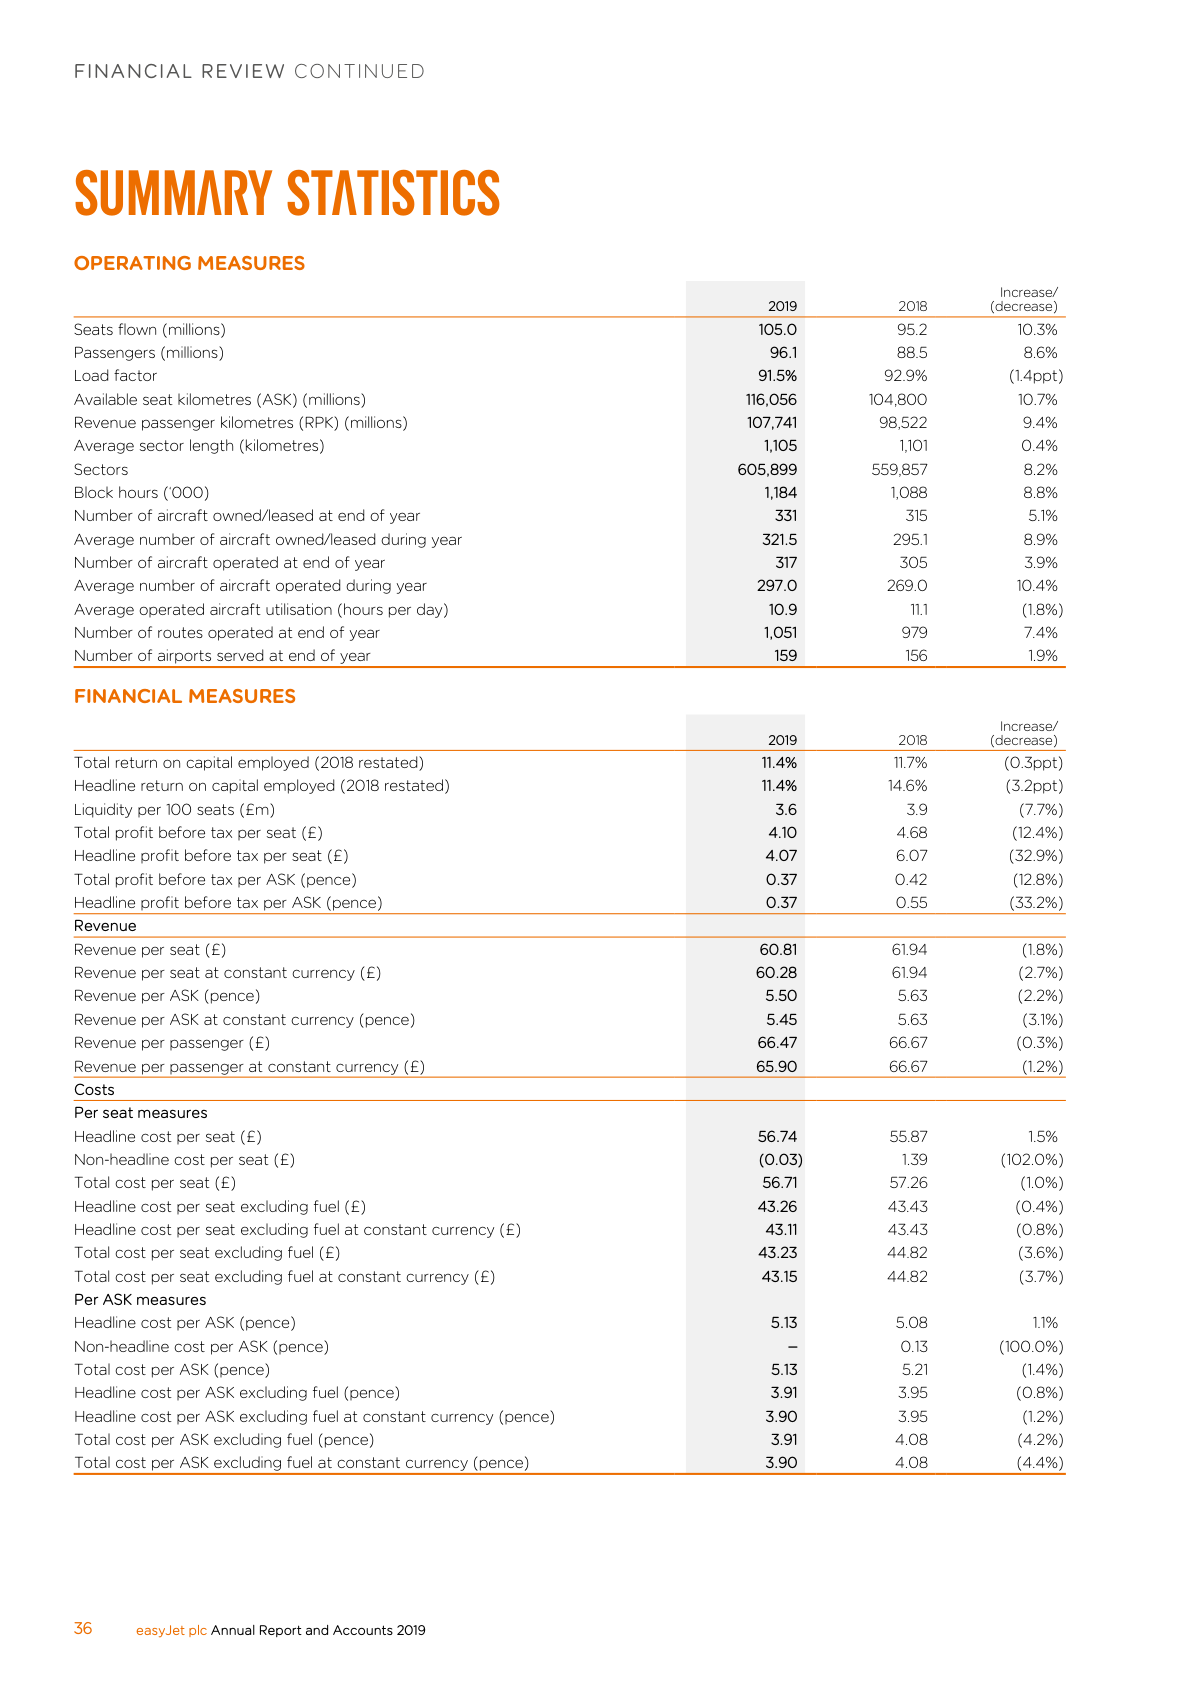 FINANCIAL REVIEW CONTINUED
SUMMARY STATISTICS
OPERATING MEASURES
2019 2018 Increase/
(decrease)
Seats flown (millions) 105.0 95.2 10.3%
Passengers (millions) 96.1 88.5 8.6%
Load factor 91.5% 92.9% (1.4ppt)
Available seat kilometres (ASK) (millions) 116,056 104,800 10.7%
Revenue passenger kilometres (RPK) (millions) 107,741 98,522 9.4%
Average sector length (kilometres) 1,105 1,101 0.4%
Sectors 605,899 559,857 8.2%
Block hours ('000) 1,184 1,088 8.8%
Number of aircraft owned/leased at end of year 331 315 5.1%
Average number of aircraft owned/leased during year 321.5 295.1 8.9%
Number of aircraft operated at end of year 317 305 3.9%
Average number of aircraft operated during year 297.0 269.0 10.4%
Average operated aircraft utilisation (hours per day) 10.9 11.1 (1.8%)
Number of routes operated at end of year 1,051 979 7.4%
Number of airports served at end of year 159 156 1.9%
FINANCIAL MEASURES
2019 2018 Increase/
(decrease)
Total return on capital employed (2018 restated) 11.4% 11.7% (0.3ppt)
Headline return on capital employed (2018 restated) 11.4% 14.6% (3.2ppt)
Liquidity per 100 seats (£m) 3.6 3.9 (7.7%)
Total profit before tax per seat (£) 4.10 4.68 (12.4%)
Headline profit before tax per seat (£) 4.07 6.07 (32.9%)
Total profit before tax per ASK (pence) 0.37 0.42 (12.8%)
Headline profit before tax per ASK (pence) 0.37 0.55 (33.2%)
Revenue
Revenue per seat (£) 60.81 61.94 (1.8%)
Revenue per seat at constant currency (£) 60.28 61.94 (2.7%)
Revenue per ASK (pence) 5.50 5.63 (2.2%)
Revenue per ASK at constant currency (pence) 5.45 5.63 (3.1%)
Revenue per passenger (£) 66.47 66.67 (0.3%)
Revenue per passenger at constant currency (£) 65.90 66.67 (1.2%)
Costs
Per seat measures
Headline cost per seat (£) 56.74 55.87 1.5%
Non-headline cost per seat (£) (0.03) 1.39 (102.0%)
Total cost per seat (£) 56.71 57.26 (1.0%)
Headline cost per seat excluding fuel (£) 43.26 43.43 (0.4%)
Headline cost per seat excluding fuel at constant currency (£) 43.11 43.43 (0.8%)
Total cost per seat excluding fuel (£) 43.23 44.82 (3.6%)
Total cost per seat excluding fuel at constant currency (£) 43.15 44.82 (3.7%)
Per ASK measures
Headline cost per ASK (pence) 5.13 5.08 1.1%
Non-headline cost per ASK (pence) – 0.13 (100.0%)
Total cost per ASK (pence) 5.13 5.21 (1.4%)
Headline cost per ASK excluding fuel (pence) 3.91 3.95 (0.8%)
Headline cost per ASK excluding fuel at constant currency (pence) 3.90 3.95 (1.2%)
Total cost per ASK excluding fuel (pence) 3.91 4.08 (4.2%)
Total cost per ASK excluding fuel at constant currency (pence) 3.90 4.08 (4.4%)
36 easyJet plc Annual Report and Accounts 2019